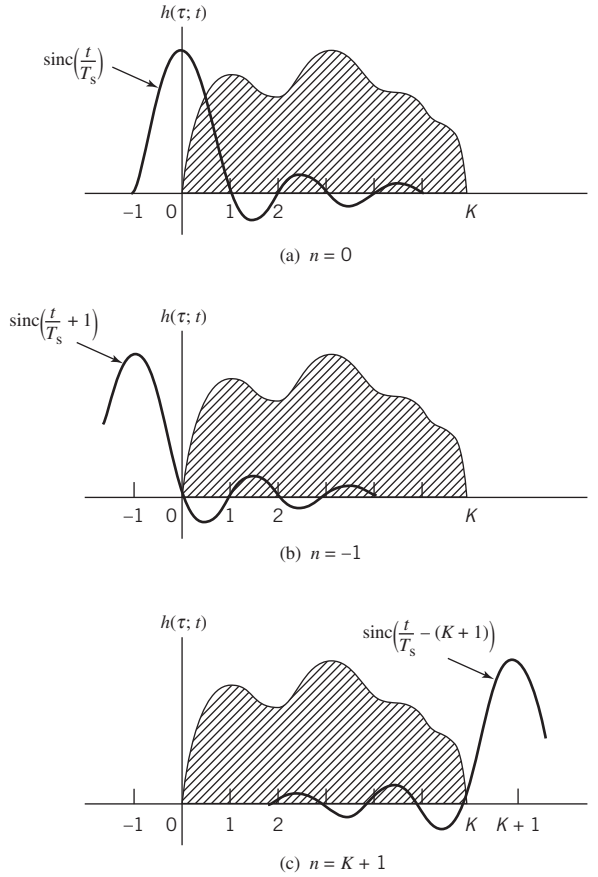 h(τ; t)
sinc(t/Ts)
–1 0 1 2 K
(a) n = 0
h(τ; t)
sinc(t/Ts + 1)
–1 0 1 2 K
(b) n = –1
h(τ; t)
sinc(t/Ts – (K + 1))
–1 0 1 2 K K + 1
(c) n = K + 1